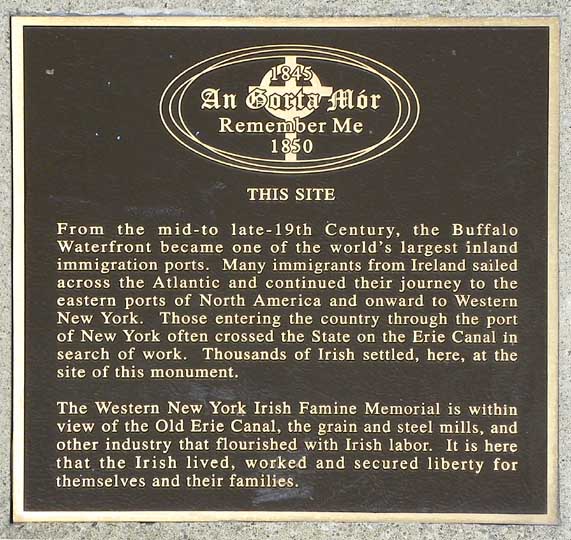 1845
An Gorta Mór
Remember Me
1850
THIS SITE
From the mid-to late-19th Century, the Buffalo
Waterfront became one of the world's largest inland
immigration ports. Many immigrants from Ireland sailed
across the Atlantic and continued their journey to the
eastern ports of North America and onward to Western
New York. Those entering the country through the port
of New York often crossed the State on the Erie Canal in
search of work. Thousands of Irish settled, here, at the
site of this monument.
The Western New York Irish Famine Memorial is within
view of the Old Erie Canal, the grain and steel mills, and
other industry that flourished with Irish labor. It is here
that the Irish lived, worked and secured liberty for
themselves and their families.